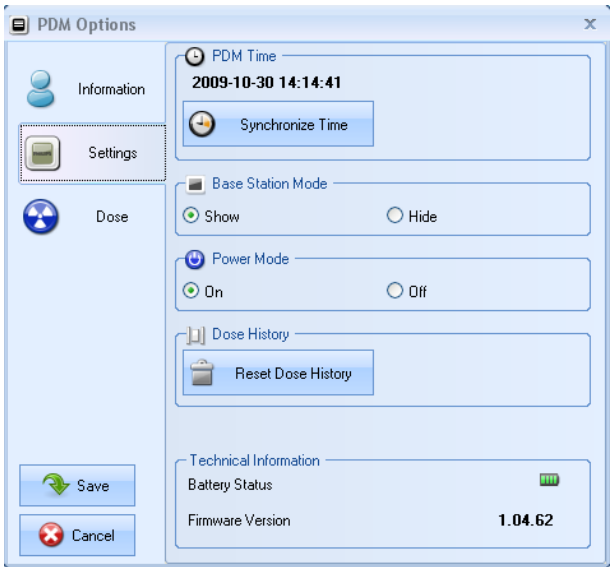 PDM Options
Information
Settings
Dose
PDM Time
2009-10-30 14:14:41
Synchronize Time
Base Station Mode
Show Hide
Power Mode
On Off
Dose History
Reset Dose History
Technical Information
Battery Status
Firmware Version 1.04.62
Save
Cancel